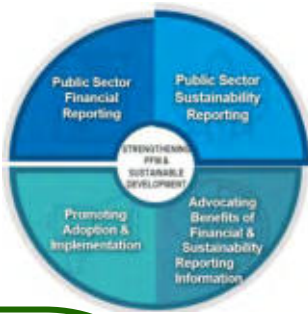 Public Sector
Financial
Reporting
Public Sector
Sustainability
Reporting
STRENGTHENING
PFM &
SUSTAINABLE
DEVELOPMENT
Promoting
Adoption &
Implementation
Advocating
Benefits of
Financial &
Sustainability
Reporting
Information